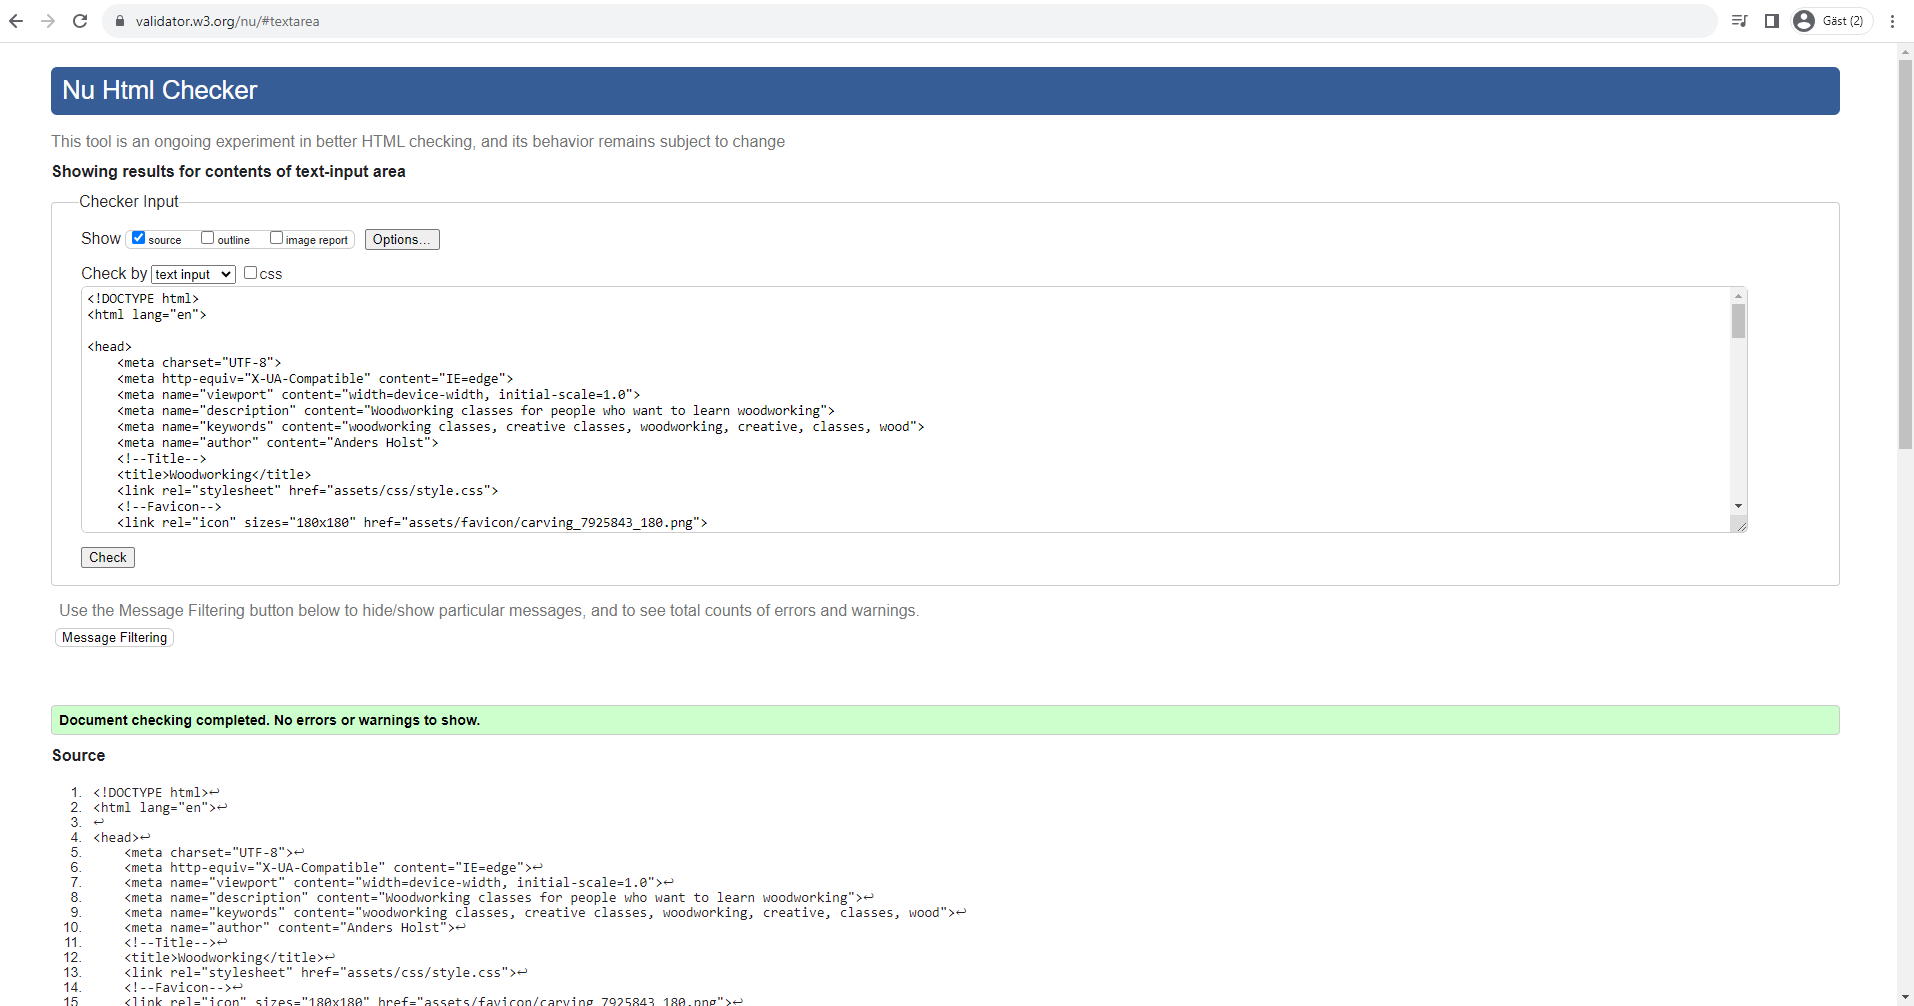 validator.w3.org/nu/#textarea
Gäst (2)
Nu Html Checker
This tool is an ongoing experiment in better HTML checking, and its behavior remains subject to change
Showing results for contents of text-input area
Checker Input
Show source outline image report Options...
Check by text input css
<!DOCTYPE html>
<html lang="en">
<head>
<meta charset="UTF-8">
<meta http-equiv="X-UA-Compatible" content="IE=edge">
<meta name="viewport" content="width=device-width, initial-scale=1.0">
<meta name="description" content="Woodworking classes for people who want to learn woodworking">
<meta name="keywords" content="woodworking classes, creative classes, woodworking, creative, classes, wood">
<meta name="author" content="Anders Holst">
<!--Title-->
<title>Woodworking</title>
<link rel="stylesheet" href="assets/css/style.css">
<!--Favicon-->
<link rel="icon" sizes="180x180" href="assets/favicon/carving_7925843_180.png">
Check
Use the Message Filtering button below to hide/show particular messages, and to see total counts of errors and warnings.
Message Filtering
Document checking completed. No errors or warnings to show.
Source
1. <!DOCTYPE html>↩
2. <html lang="en">↩
3. ↩
4. <head>↩
5. <meta charset="UTF-8">↩
6. <meta http-equiv="X-UA-Compatible" content="IE=edge">↩
7. <meta name="viewport" content="width=device-width, initial-scale=1.0">↩
8. <meta name="description" content="Woodworking classes for people who want to learn woodworking">↩
9. <meta name="keywords" content="woodworking classes, creative classes, woodworking, creative, classes, wood">↩
10. <meta name="author" content="Anders Holst">↩
11. <!--Title-->↩
12. <title>Woodworking</title>↩
13. <link rel="stylesheet" href="assets/css/style.css">↩
14. <!--Favicon-->↩
15. <link rel="icon" sizes="180x180" href="assets/favicon/carving_7925843_180.png">↩